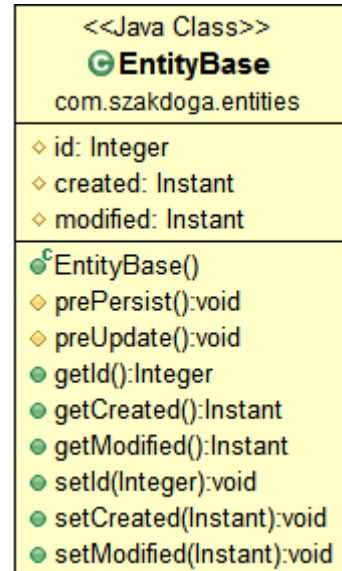 <<Java Class>>
EntityBase
com.szakdoga.entities
id: Integer
created: Instant
modified: Instant
EntityBase()
prePersist():void
preUpdate():void
getId():Integer
getCreated():Instant
getModified():Instant
setId(Integer):void
setCreated(Instant):void
setModified(Instant):void